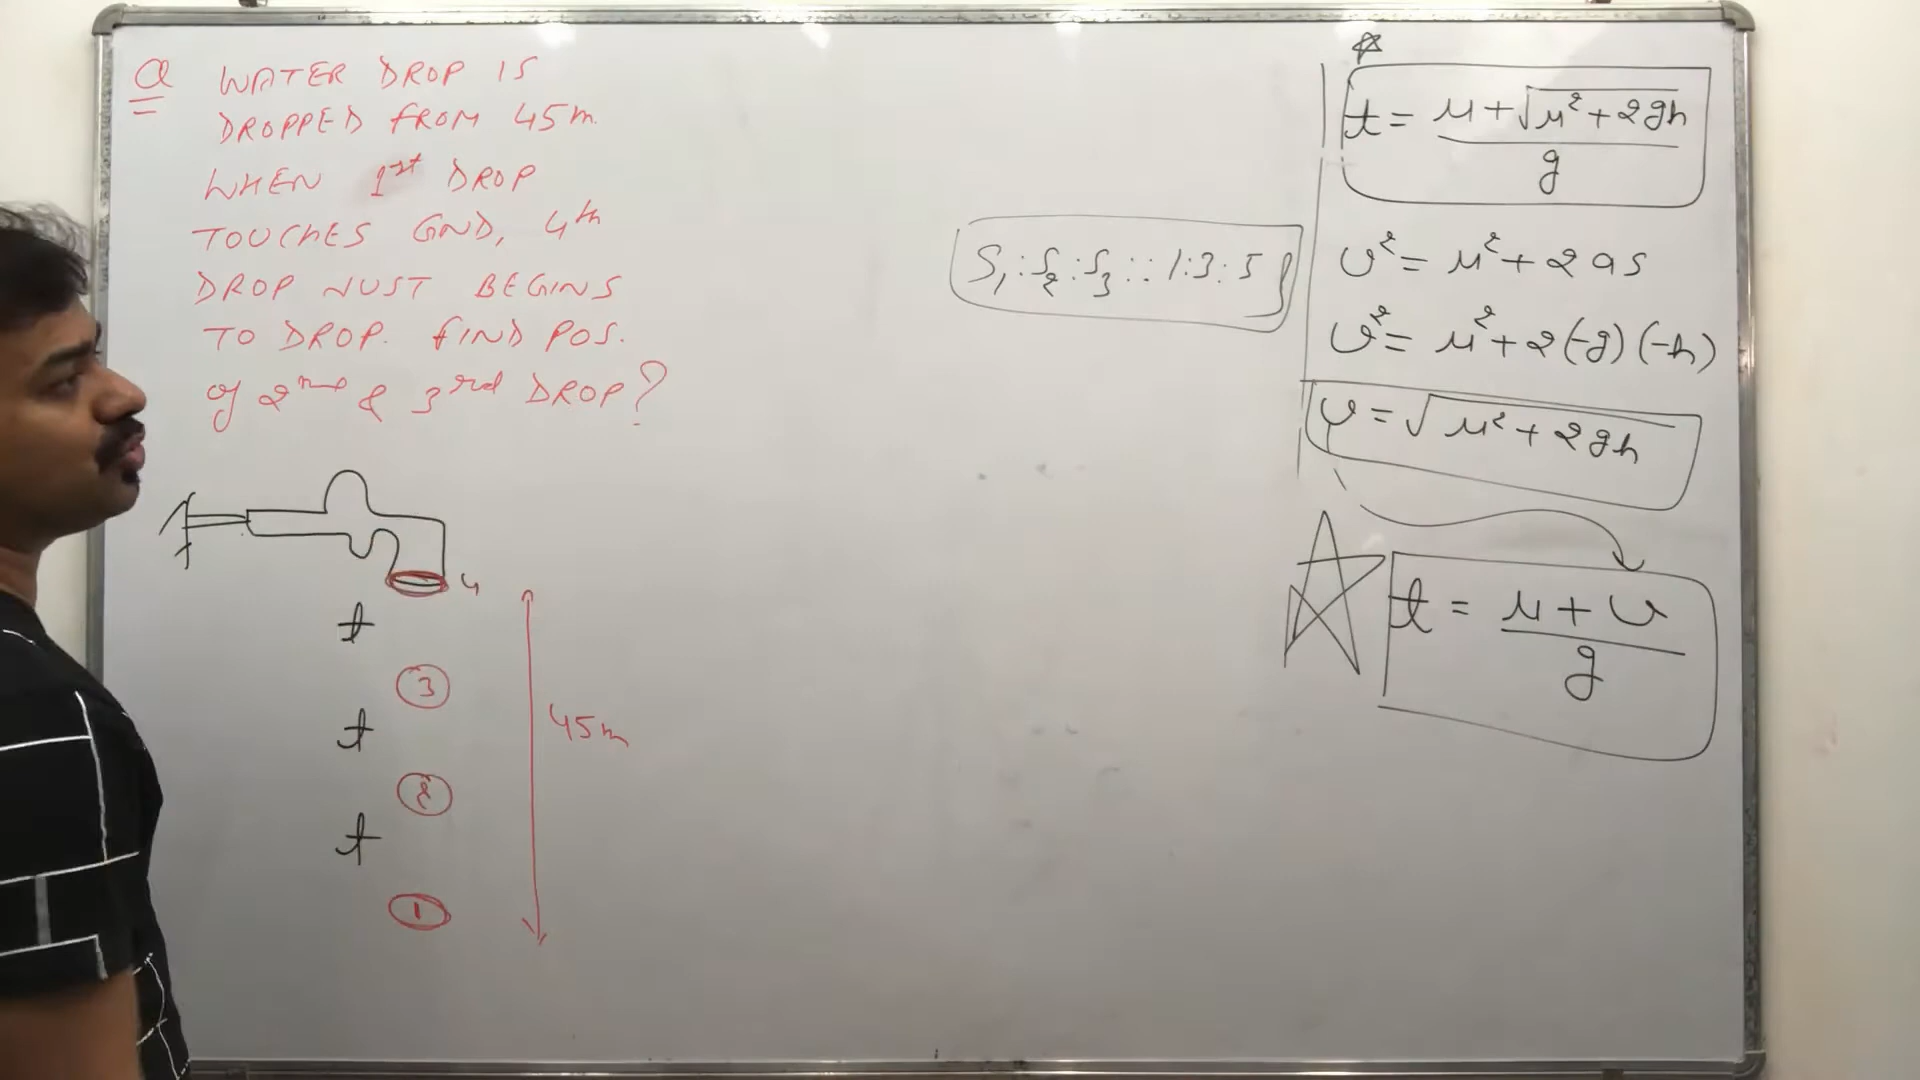 Q WATER DROP IS
DROPPED FROM 45m.
WHEN 1st DROP
TOUCHES GND, 4th
DROP NUST BEGINS
TO DROP. FIND POS.
of 2nd & 3rd DROP?
4
t
3
t
45m
2
t
1
S₁:S₂:S₃::1:3:5
t = u+√u²+2gh
g
v² = u²+2as
v² = u²+2(-g)(-h)
v = √u²+2gh
t = u+v
g